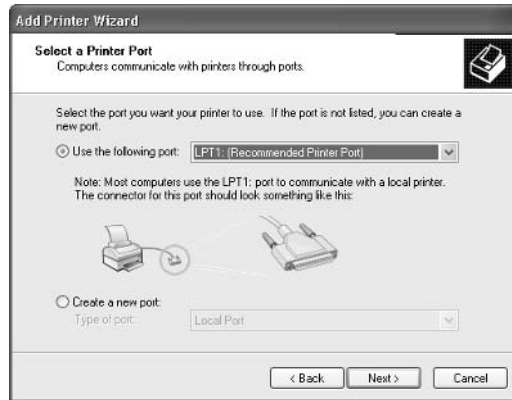 Add Printer Wizard
Select a Printer Port
Computers communicate with printers through ports.
Select the port you want your printer to use. If the port is not listed, you can create a
new port.
Use the following port: LPT1: (Recommended Printer Port)
Note: Most computers use the LPT1: port to communicate with a local printer.
The connector for this port should look something like this:
Create a new port:
Type of port: Local Port
< Back Next > Cancel